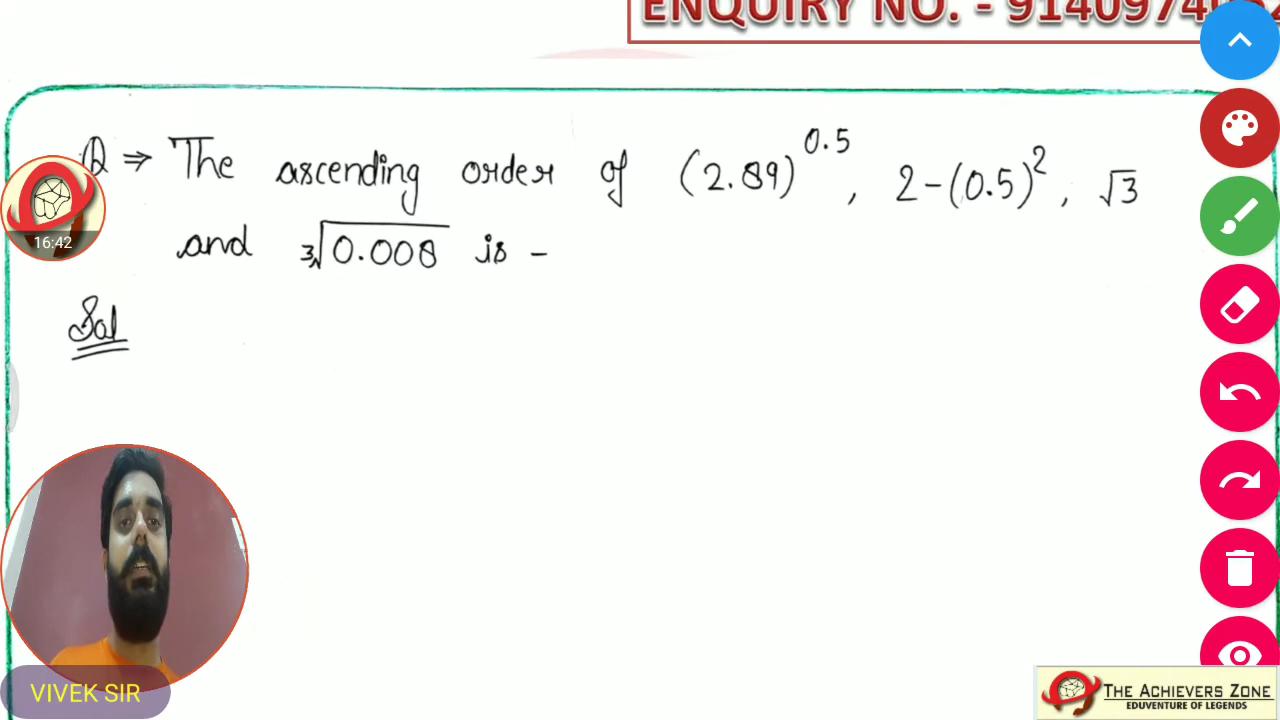 ENQUIRY NO. - 9140974
Q ⇒ The ascending order of (2.89)^0.5, 2-(0.5)^2, √3
and ∛0.008 is -
16:42
Sol
VIVEK SIR
THE ACHIEVERS ZONE
EDUVENTURE OF LEGENDS